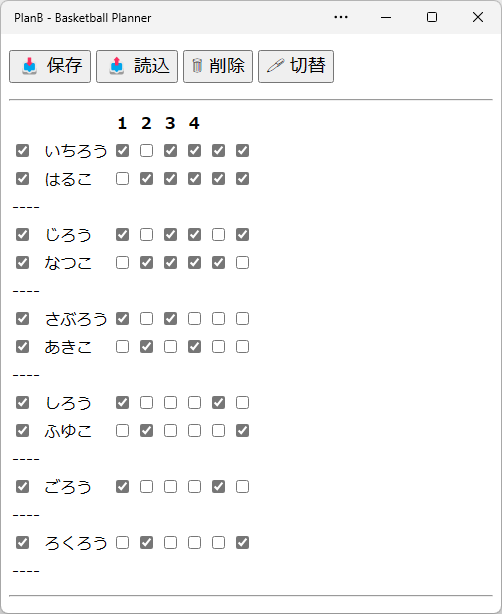 PlanB - Basketball Planner
保存 読込 削除 切替
1 2 3 4
いちろう
はるこ
----
じろう
なつこ
----
さぶろう
あきこ
----
しろう
ふゆこ
----
ごろう
----
ろくろう
----